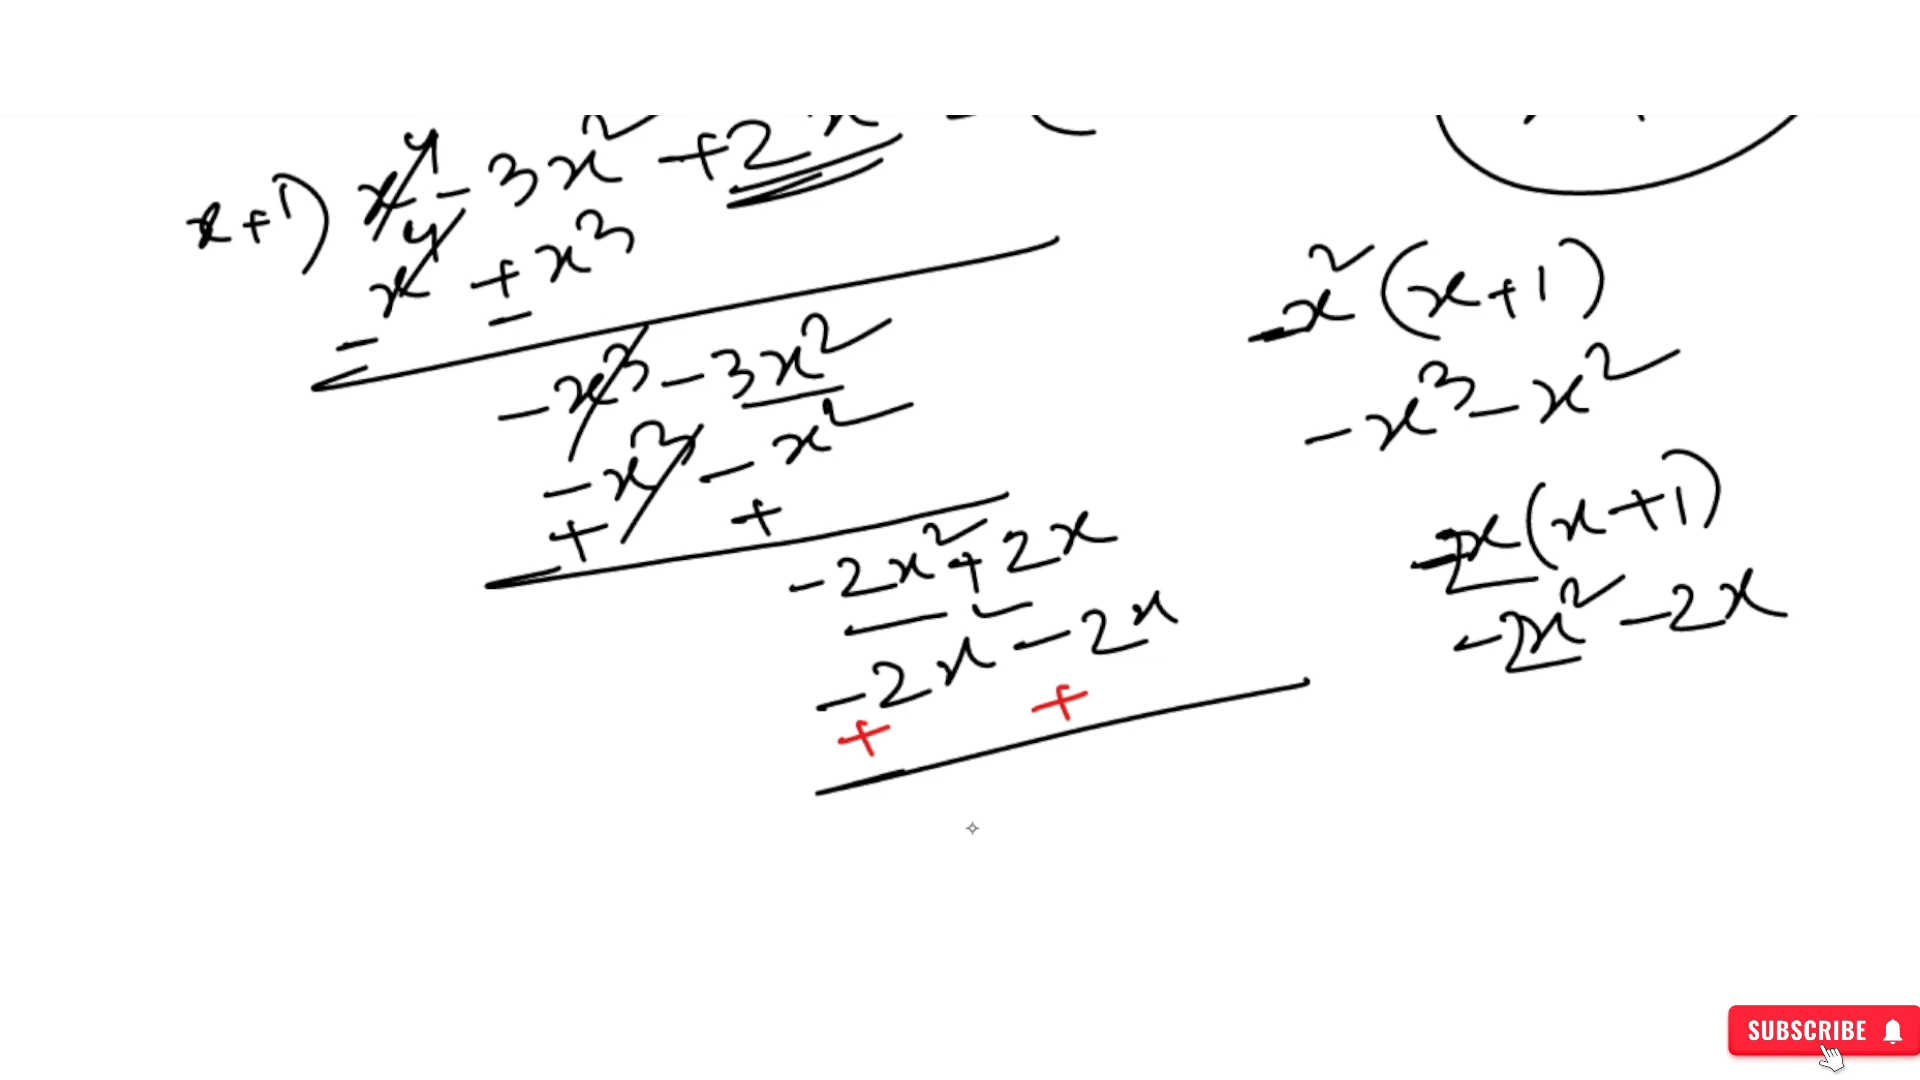 x+1) x⁴ - 3x² + 2x -
x⁴ + x³
- -
-x³ - 3x²
-x³ - x²
+ +
-2x² + 2x
-2x² - 2x
+ +
-x²(x+1)
-x³ - x²
-2x(x+1)
-2x² - 2x
SUBSCRIBE